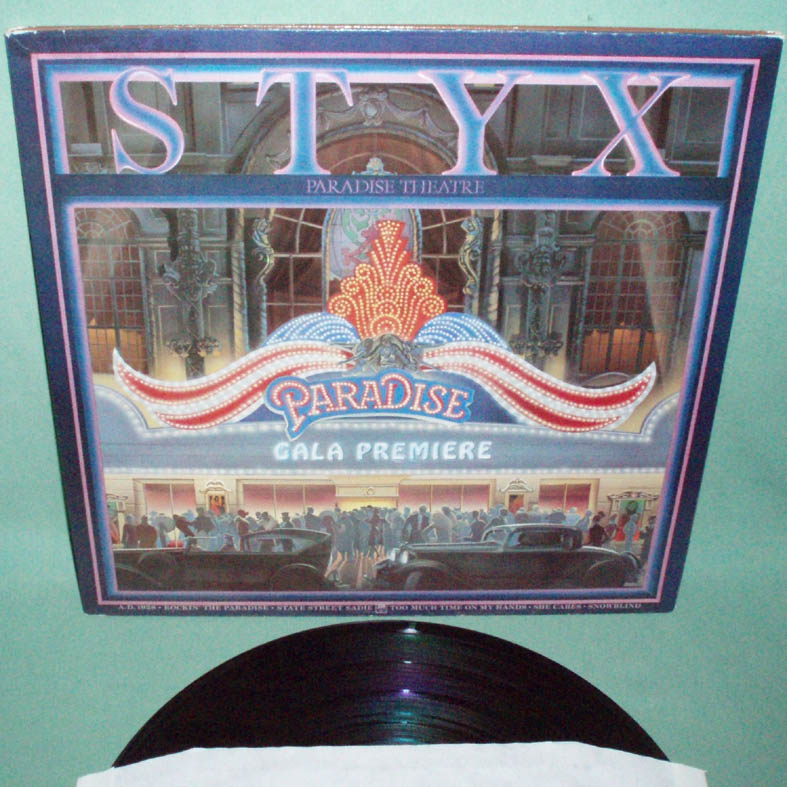 STYX
PARADISE THEATRE
PARADISE
GALA PREMIERE
A.D. 1928 • ROCKIN' THE PARADISE • STATE STREET SADIE A&M TOO MUCH TIME ON MY HANDS • SHE CARES • SNOWBLIND